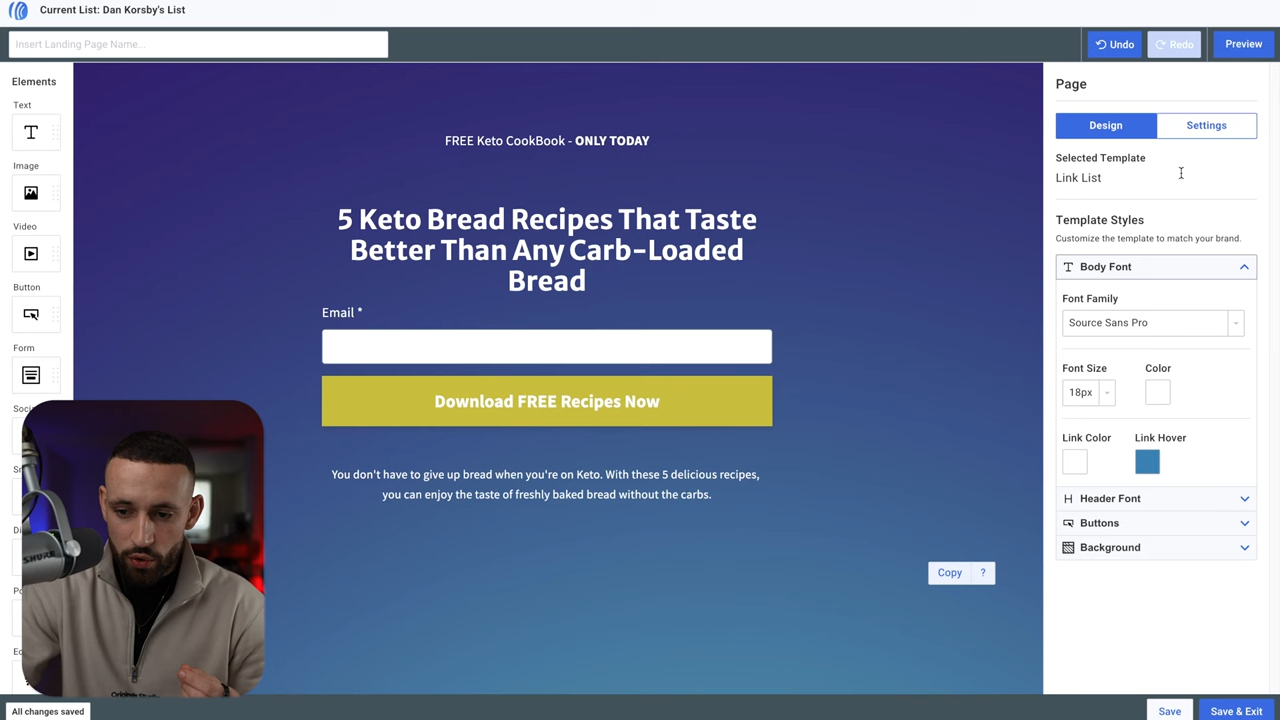 Current List: Dan Korsby's List
Insert Landing Page Name...
Undo
Redo
Preview
Elements
Text
Image
Video
Button
Form
FREE Keto CookBook - ONLY TODAY
5 Keto Bread Recipes That Taste
Better Than Any Carb-Loaded
Bread
Email *
Download FREE Recipes Now
You don't have to give up bread when you're on Keto. With these 5 delicious recipes,
you can enjoy the taste of freshly baked bread without the carbs.
Copy ?
Page
Design
Settings
Selected Template
Link List
Template Styles
Customize the template to match your brand.
Body Font
Font Family
Source Sans Pro
Font Size
Color
18px
Link Color
Link Hover
Header Font
Buttons
Background
SHURE
All changes saved
Save
Save & Exit